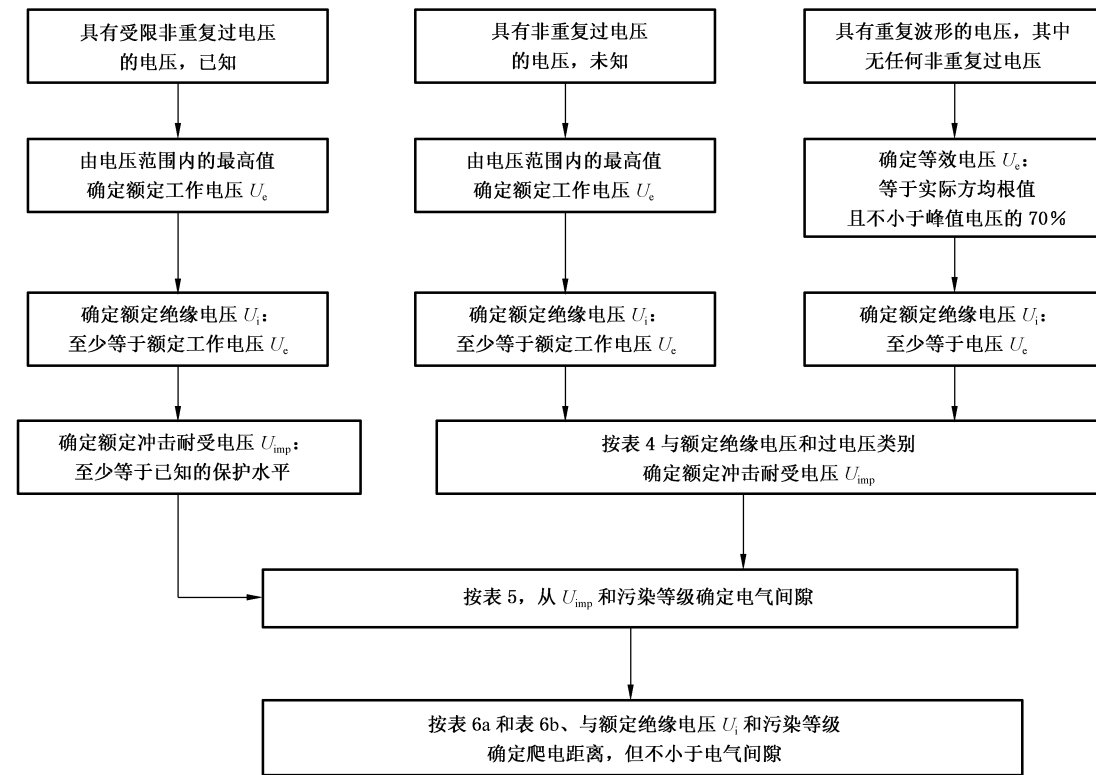 具有受限非重复过电压
的电压，已知
具有非重复过电压
的电压，未知
具有重复波形的电压，其中
无任何非重复过电压
由电压范围内的最高值
确定额定工作电压 Ue
由电压范围内的最高值
确定额定工作电压 Ue
确定等效电压 Ue：
等于实际方均根值
且不小于峰值电压的 70%
确定额定绝缘电压 Ui：
至少等于额定工作电压 Ue
确定额定绝缘电压 Ui：
至少等于额定工作电压 Ue
确定额定绝缘电压 Ui：
至少等于电压 Ue
确定额定冲击耐受电压 Uimp：
至少等于已知的保护水平
按表 4 与额定绝缘电压和过电压类别
确定额定冲击耐受电压 Uimp
按表 5，从 Uimp 和污染等级确定电气间隙
按表 6a 和表 6b、与额定绝缘电压 Ui 和污染等级
确定爬电距离，但不小于电气间隙